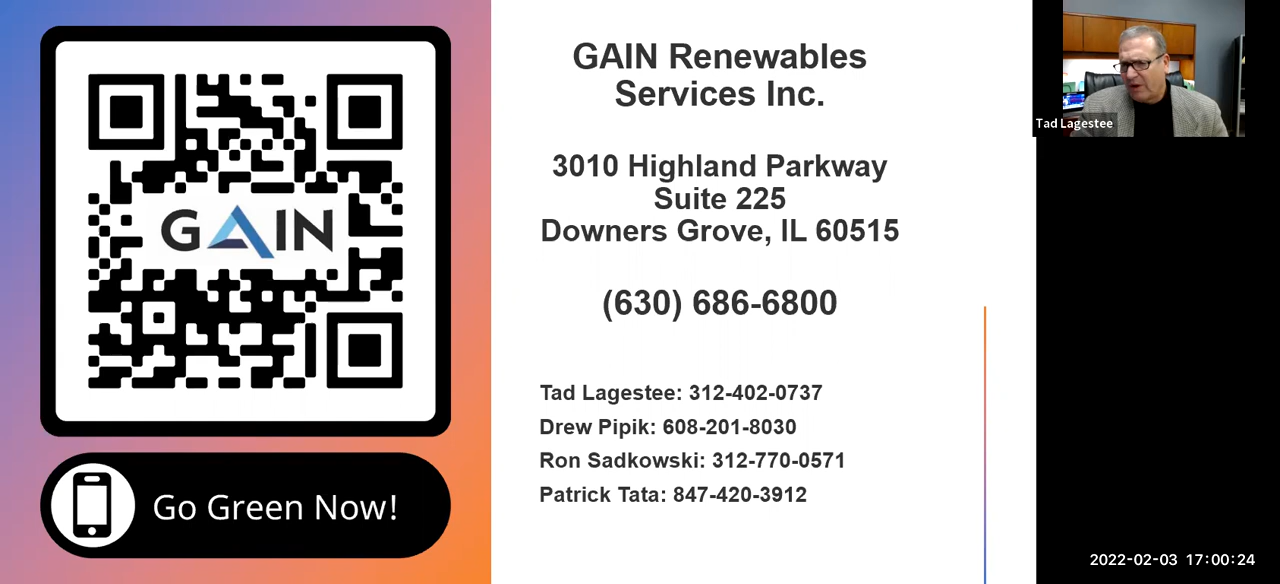 GAIN
Go Green Now!
GAIN Renewables
Services Inc.
3010 Highland Parkway
Suite 225
Downers Grove, IL 60515
(630) 686-6800
Tad Lagestee: 312-402-0737
Drew Pipik: 608-201-8030
Ron Sadkowski: 312-770-0571
Patrick Tata: 847-420-3912
Tad Lagestee
2022-02-03 17:00:24